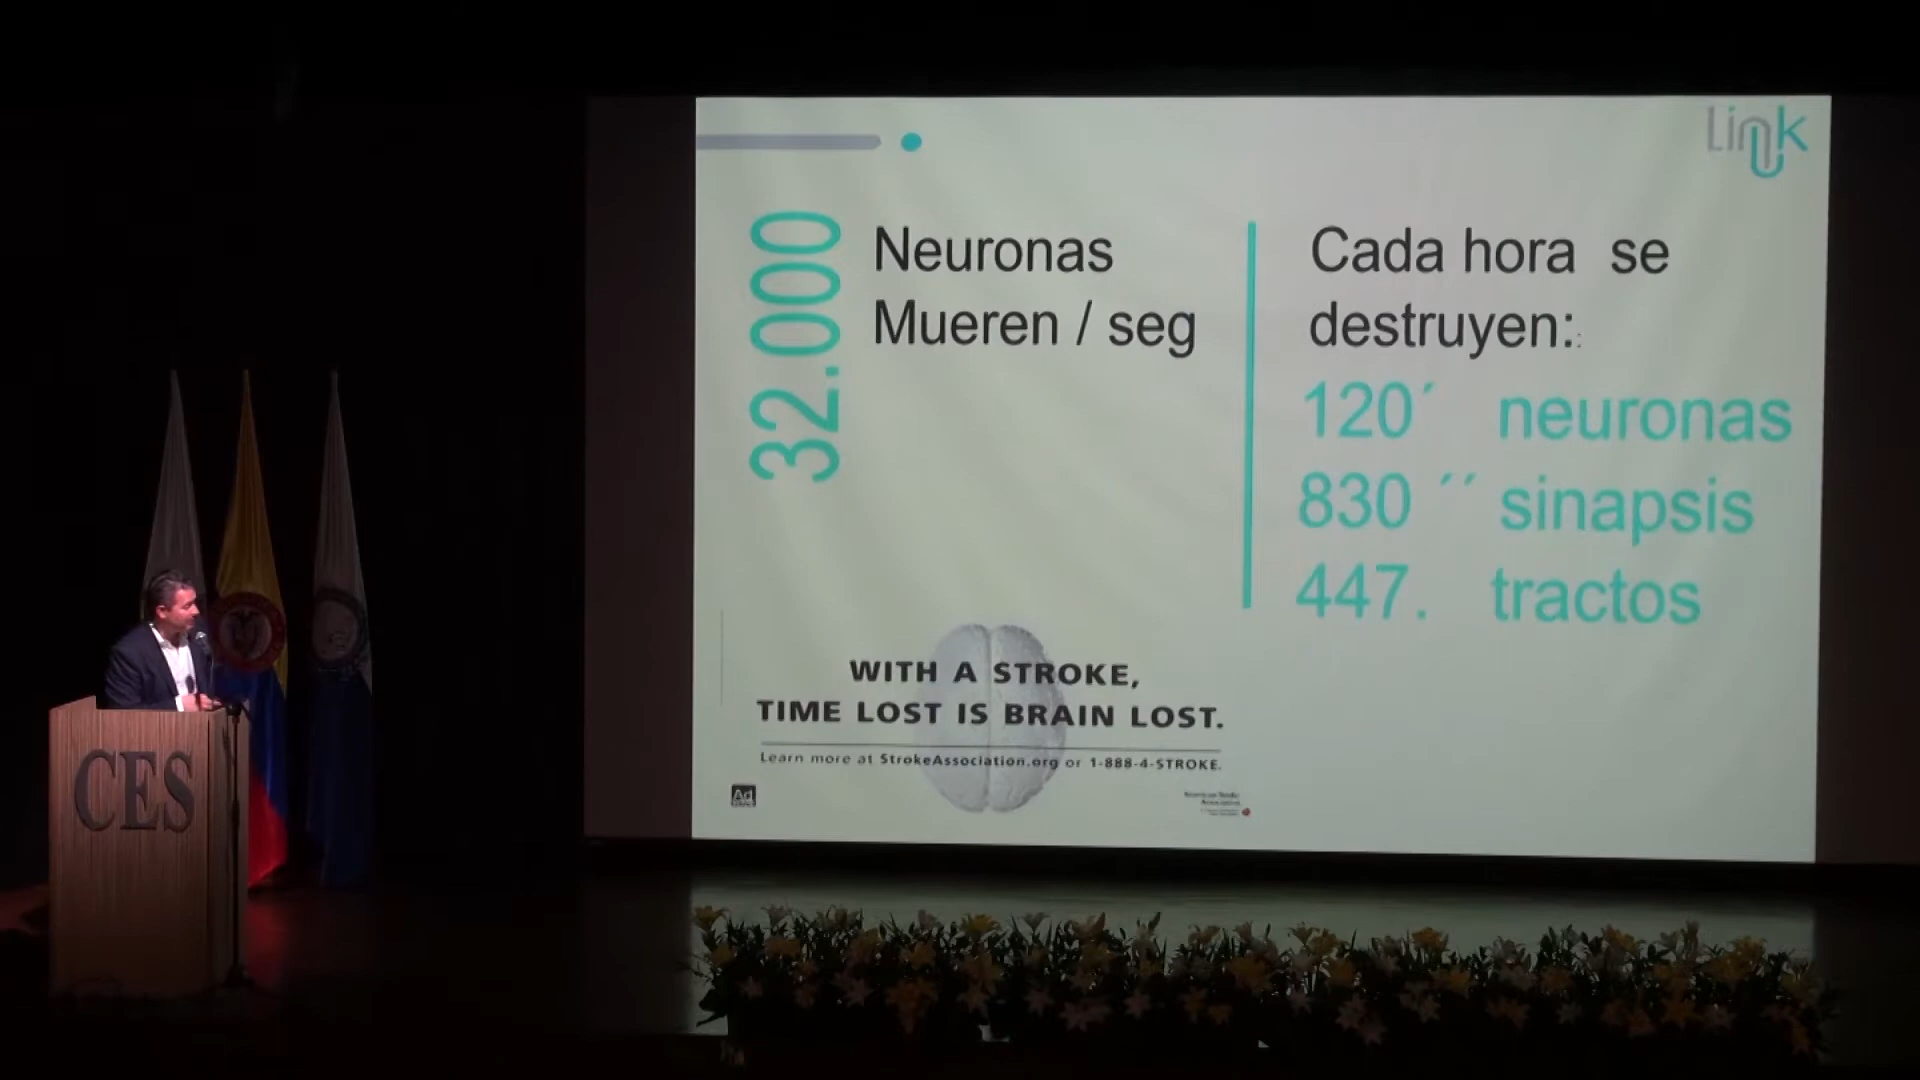 Link
32.000
Neuronas
Mueren / seg
Cada hora se
destruyen::
120´ neuronas
830 ´´ sinapsis
447. tractos
WITH A STROKE,
TIME LOST IS BRAIN LOST.
Learn more at StrokeAssociation.org or 1-888-4-STROKE.
Ad
CES